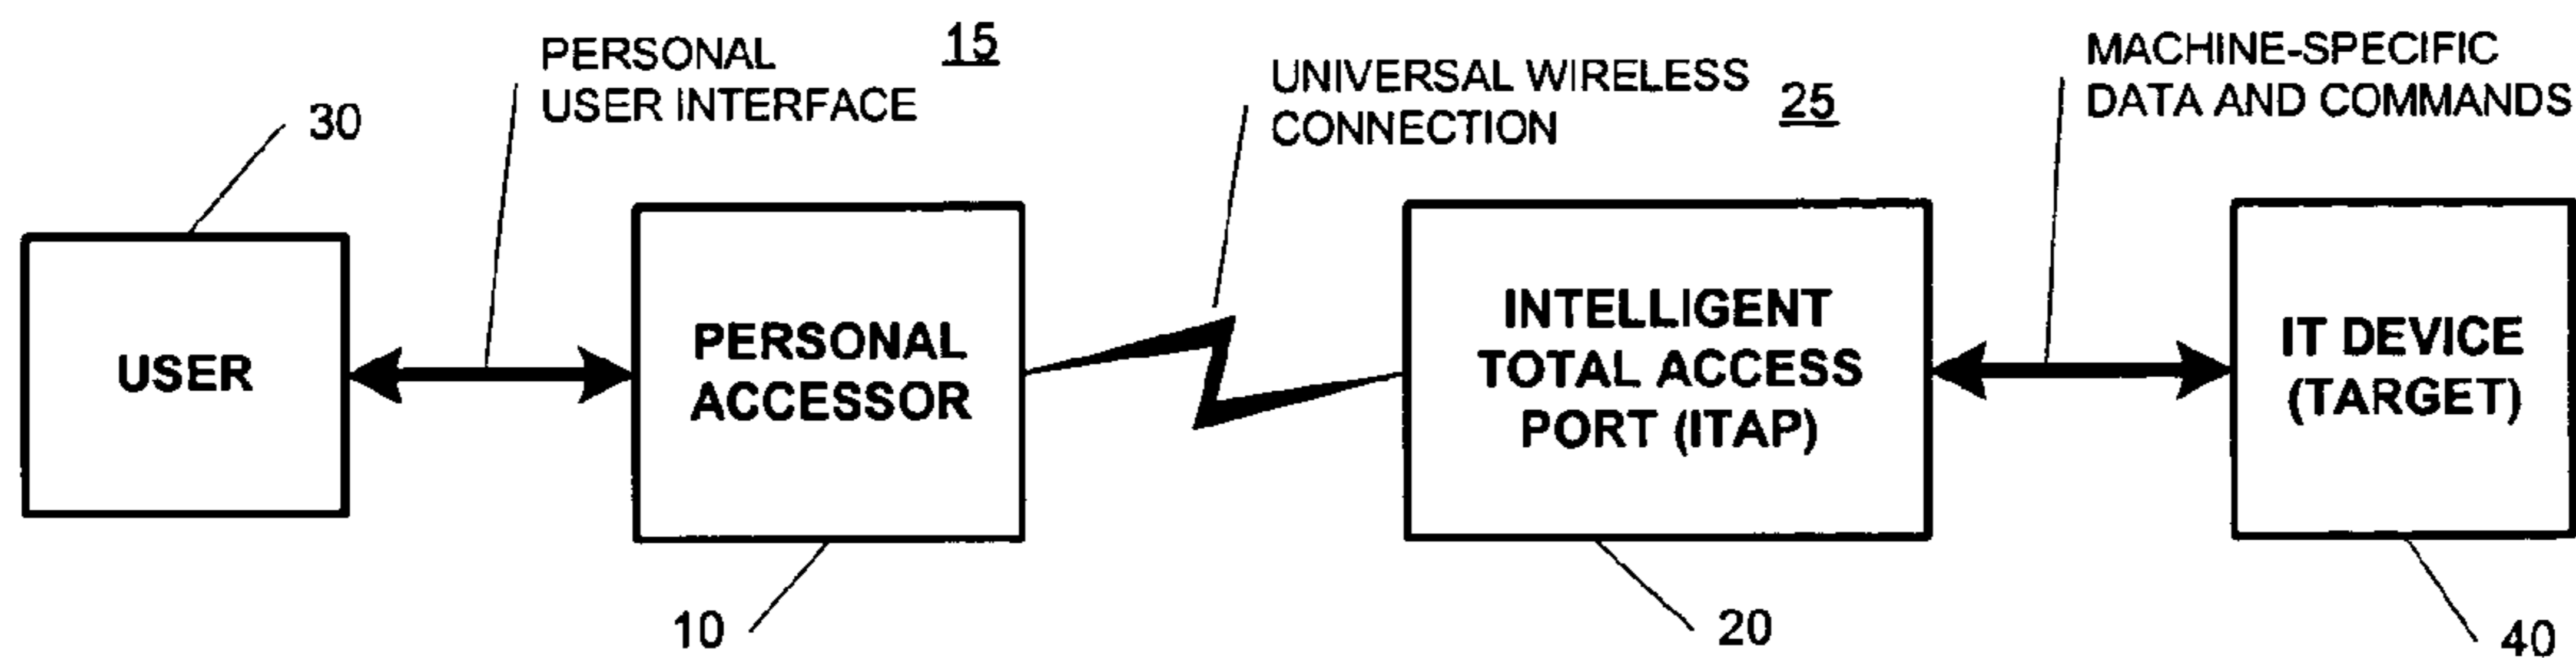 PERSONAL
USER INTERFACE
15
UNIVERSAL WIRELESS
CONNECTION
25
MACHINE-SPECIFIC
DATA AND COMMANDS
30
USER
PERSONAL
ACCESSOR
INTELLIGENT
TOTAL ACCESS
PORT (ITAP)
IT DEVICE
(TARGET)
10
20
40